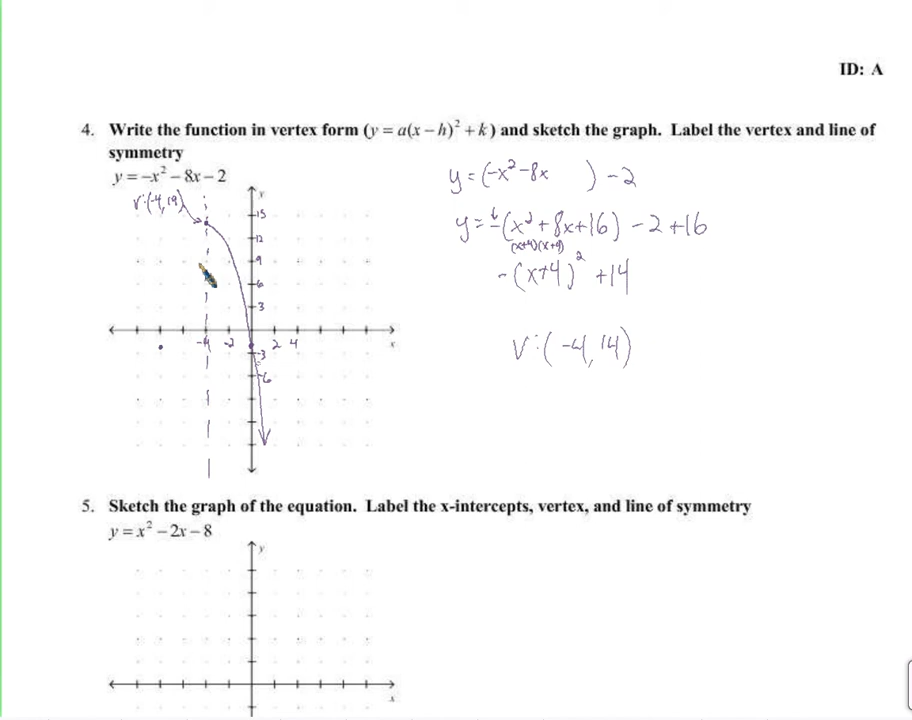 ID: A
4. Write the function in vertex form (y = a(x − h)² + k) and sketch the graph. Label the vertex and line of
symmetry
y = −x² − 8x − 2
y = (-x²-8x ) -2
V:(-4,14)
y = -(x²+8x+16) -2+16
(x+4)(x+4)
-(x+4)² +14
V:(-4,14)
y
15
12
9
6
3
-4 -2 2 4 x
-3
-6
5. Sketch the graph of the equation. Label the x-intercepts, vertex, and line of symmetry
y = x² − 2x − 8
y
x